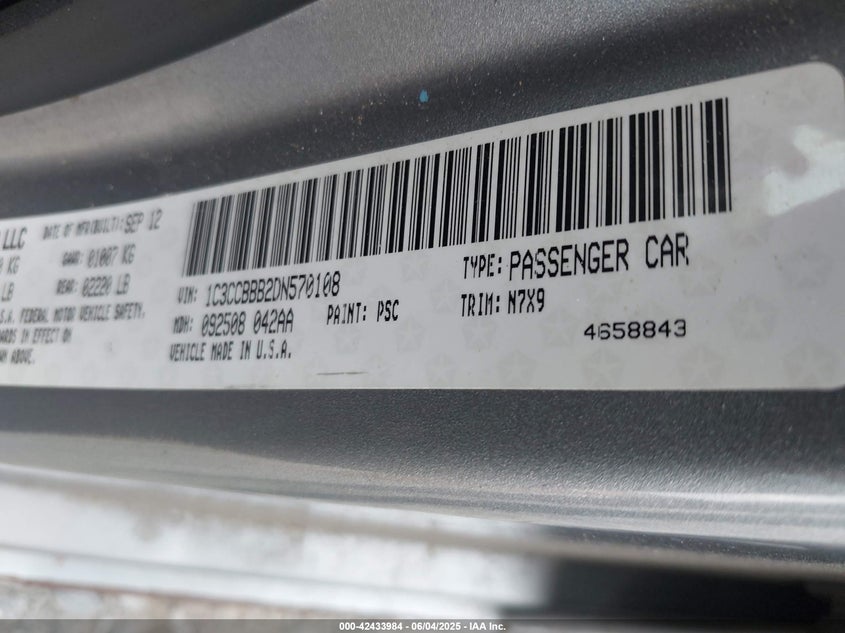 LLC
DATE OF MFR(BUILT): SEP 12
KG GAWR: 01007 KG
LB REAR: 02220 LB
FEDERAL MOTOR VEHICLE SAFETY
IN EFFECT ON
ABOVE.
VIN: 1C3CCBBB2DN570108
TYPE: PASSENGER CAR
MDH: 092508 042AA
PAINT: PSC
TRIM: N7X9
VEHICLE MADE IN U.S.A.
4658843
000-42433984 - 06/04/2025 - IAA Inc.